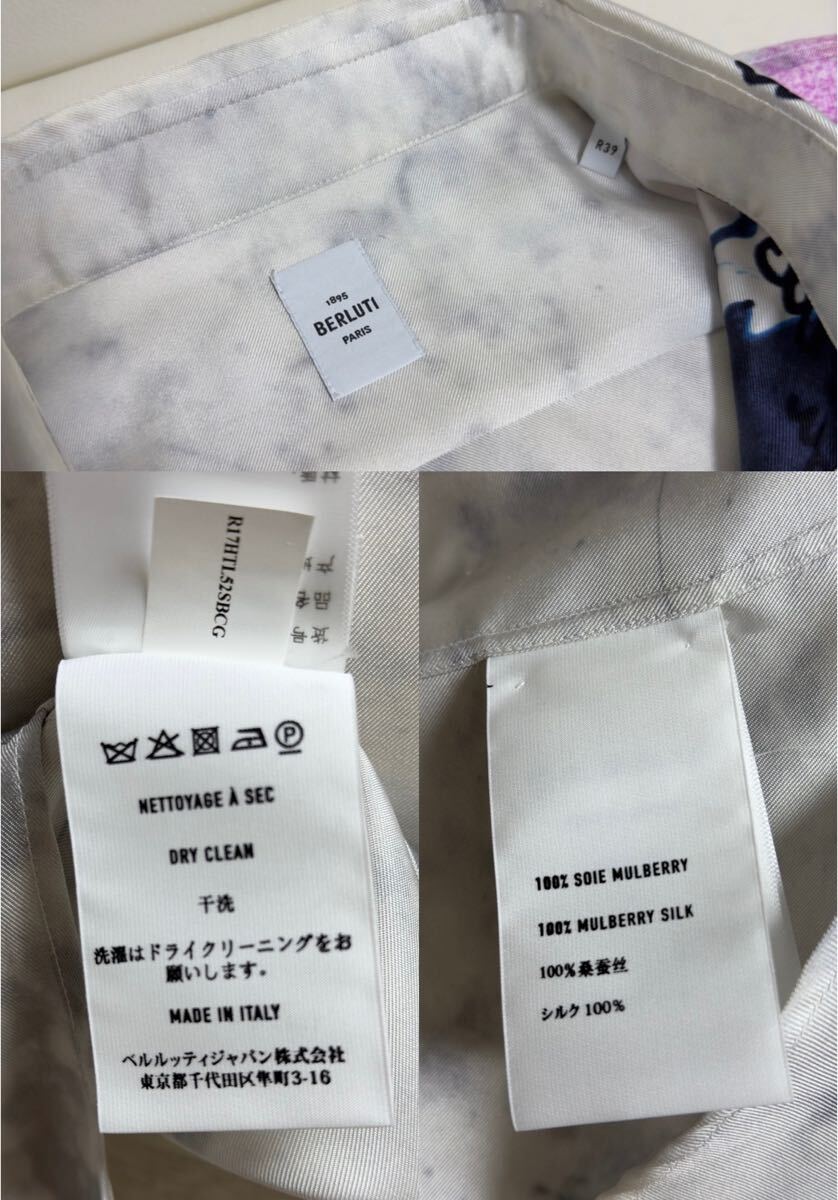 R39
1895
BERLUTI
PARIS
R17HTL52SBCG
NETTOYAGE À SEC
DRY CLEAN
干洗
洗濯はドライクリーニングをお
願いします。
MADE IN ITALY
ベルルッティジャパン株式会社
東京都千代田区隼町3-16
100% SOIE MULBERRY
100% MULBERRY SILK
100%桑蚕丝
シルク100%